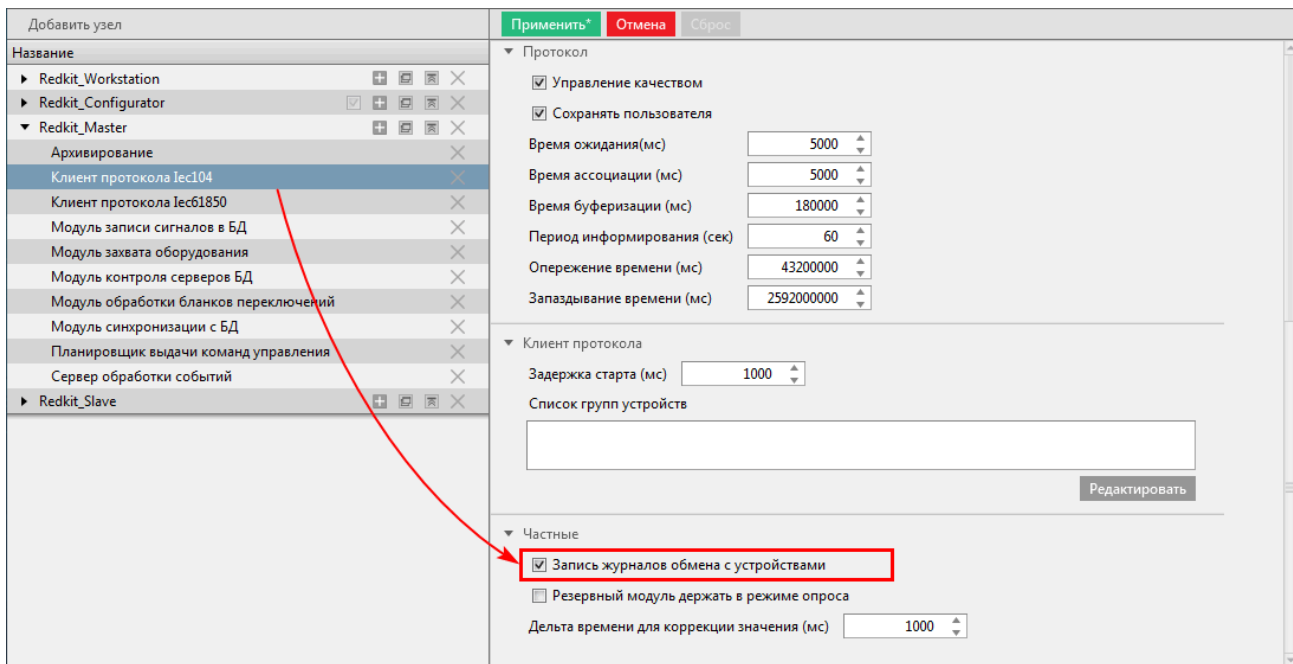 Добавить узел
Название
Redkit_Workstation
Redkit_Configurator
Redkit_Master
Архивирование
Клиент протокола Iec104
Клиент протокола Iec61850
Модуль записи сигналов в БД
Модуль захвата оборудования
Модуль контроля серверов БД
Модуль обработки бланков переключений
Модуль синхронизации с БД
Планировщик выдачи команд управления
Сервер обработки событий
Redkit_Slave
Применить* Отмена Сброс
Протокол
Управление качеством
Сохранять пользователя
Время ожидания(мс) 5000
Время ассоциации (мс) 5000
Время буферизации (мс) 180000
Период информирования (сек) 60
Опережение времени (мс) 43200000
Запаздывание времени (мс) 2592000000
Клиент протокола
Задержка старта (мс) 1000
Список групп устройств
Редактировать
Частные
Запись журналов обмена с устройствами
Резервный модуль держать в режиме опроса
Дельта времени для коррекции значения (мс) 1000